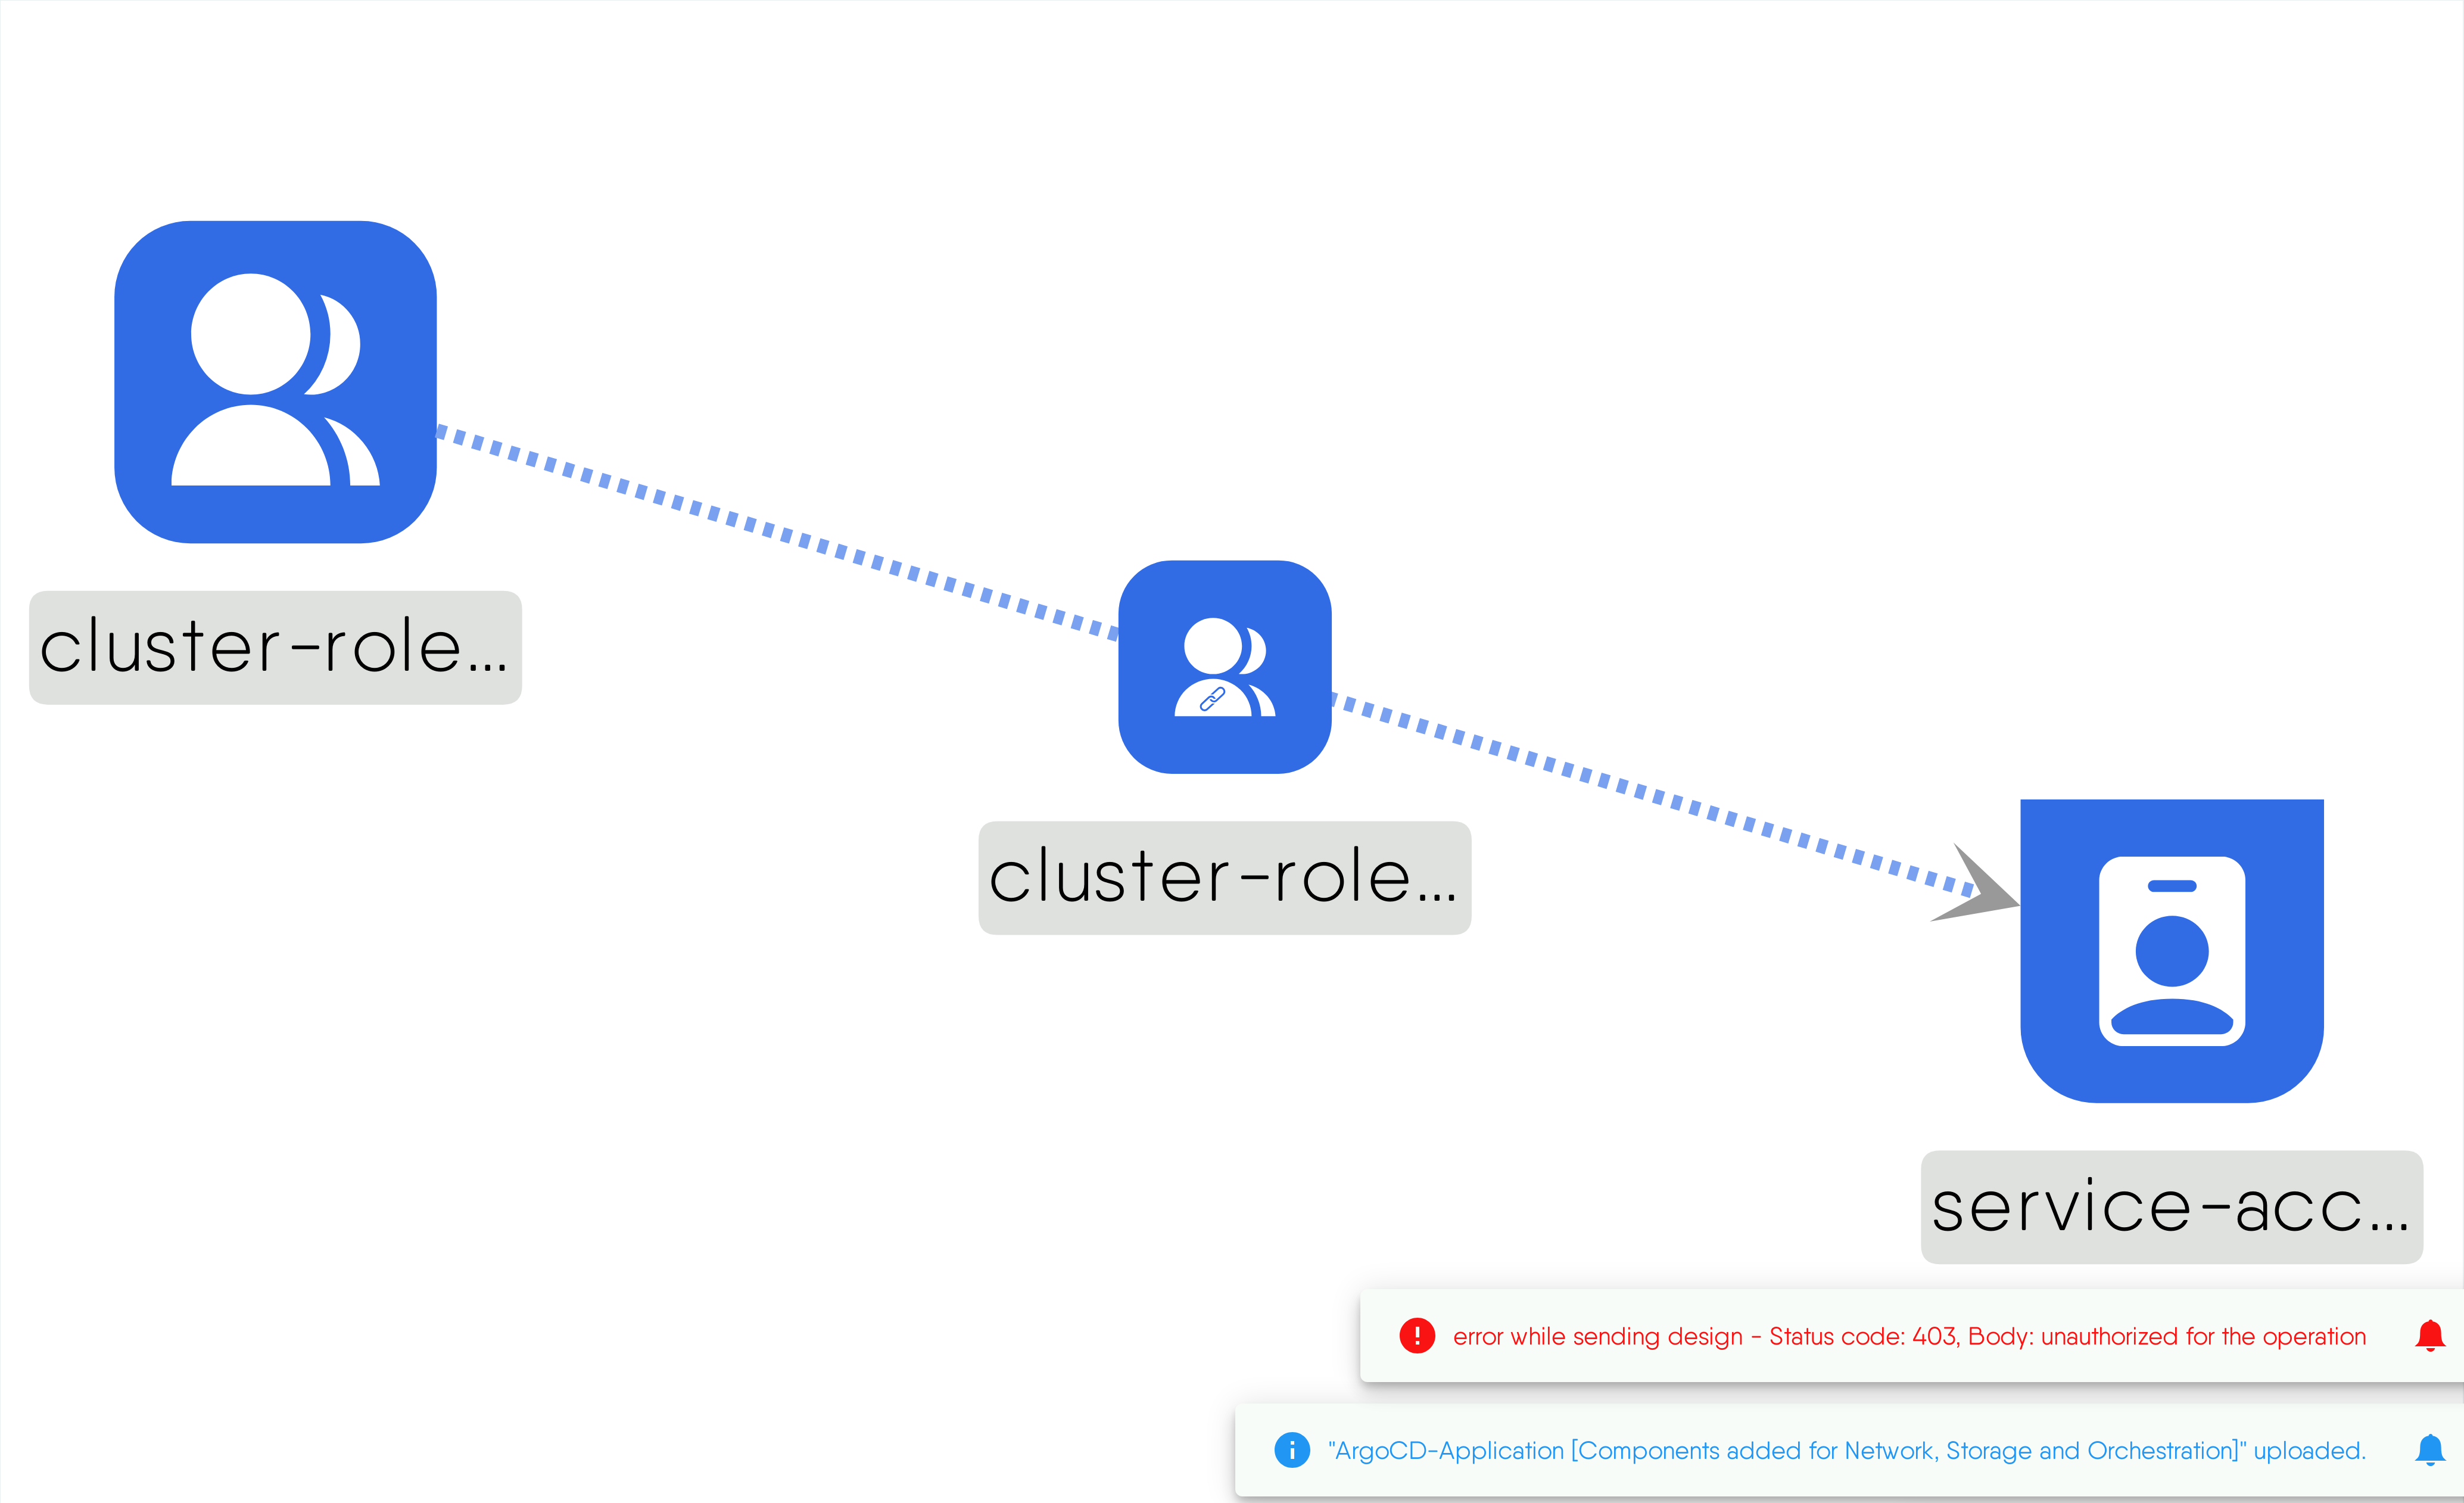 cluster-role...
cluster-role...
service-acc...
error while sending design - Status code: 403, Body: unauthorized for the operation
"ArgoCD-Application [Components added for Network, Storage and Orchestration]" uploaded.